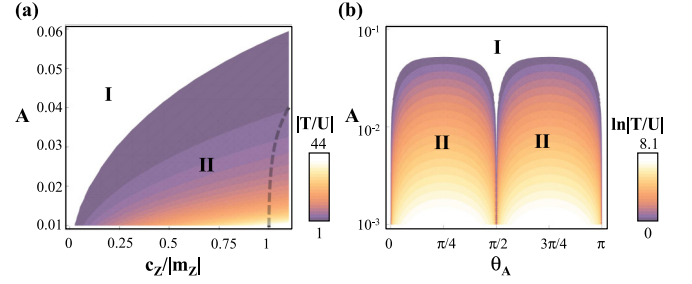 (a)
0.06
0.05
0.04
0.03
0.02
0.01
A
I
II
0
0.25
0.5
0.75
1
c_Z/|m_Z|
|T/U|
44
1
(b)
10⁻¹
10⁻²
10⁻³
A
I
II
II
0
π/4
π/2
3π/4
π
θ_A
ln|T/U|
8.1
0